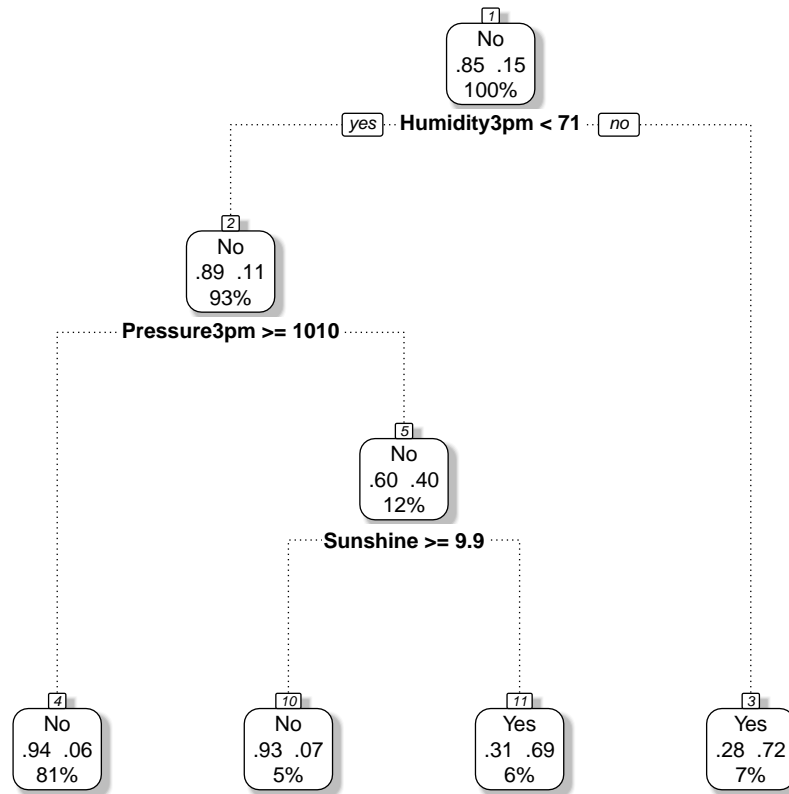 1
No
.85 .15
100%
yes Humidity3pm < 71 no
2
No
.89 .11
93%
Pressure3pm >= 1010
5
No
.60 .40
12%
Sunshine >= 9.9
4
No
.94 .06
81%
10
No
.93 .07
5%
11
Yes
.31 .69
6%
3
Yes
.28 .72
7%